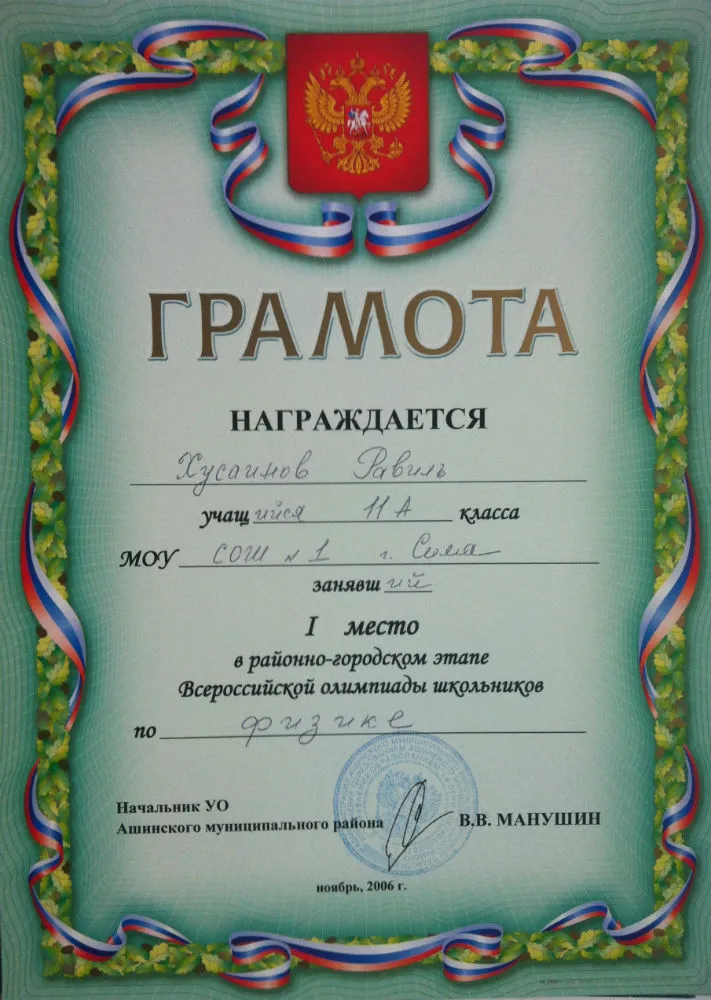 ГРАМОТА
НАГРАЖДАЕТСЯ
Хусаинов Равиль
учащийся 11 А класса
МОУ СОШ № 1 г. Сима
занявший
I место
в районно-городском этапе
Всероссийской олимпиады школьников
по физике
Начальник УО
Ашинского муниципального района В.В. МАНУШИН
ноябрь, 2006 г.